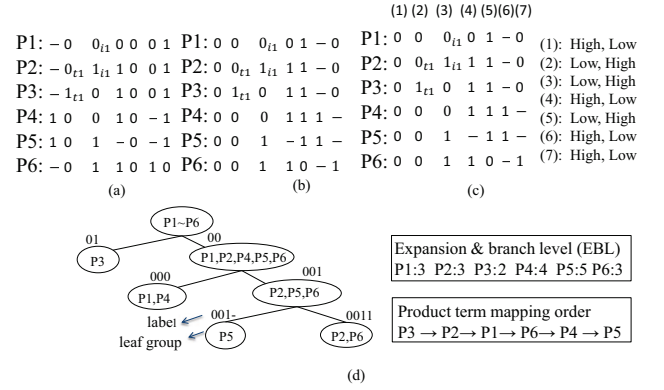 (1) (2) (3) (4) (5)(6)(7)
P1: – 0 0i1 0 0 0 1 P1: 0 0 0i1 0 1 – 0 P1: 0 0 0i1 0 1 – 0 (1): High, Low
P2: – 0t1 1i1 1 0 0 1 P2: 0 0t1 1i1 1 1 – 0 P2: 0 0t1 1i1 1 1 – 0 (2): Low, High
P3: – 1t1 0 1 0 0 1 P3: 0 1t1 0 1 1 – 0 P3: 0 1t1 0 1 1 – 0 (3): Low, High
P4: 1 0 0 1 0 – 1 P4: 0 0 0 1 1 1 – P4: 0 0 0 1 1 1 – (4): High, Low
P5: 1 0 1 – 0 – 1 P5: 0 0 1 – 1 1 – P5: 0 0 1 – 1 1 – (5): Low, High
P6: – 0 1 1 0 1 0 P6: 0 0 1 1 0 – 1 P6: 0 0 1 1 0 – 1 (6): High, Low
(7): High, Low
(a) (b) (c)
P1~P6
01 00
P3 P1,P2,P4,P5,P6
000 001
P1,P4 P2,P5,P6
label 001- 0011
leaf group P5 P2,P6
Expansion & branch level (EBL)
P1:3 P2:3 P3:2 P4:4 P5:5 P6:3
Product term mapping order
P3 → P2→ P1→ P6→ P4 → P5
(d)